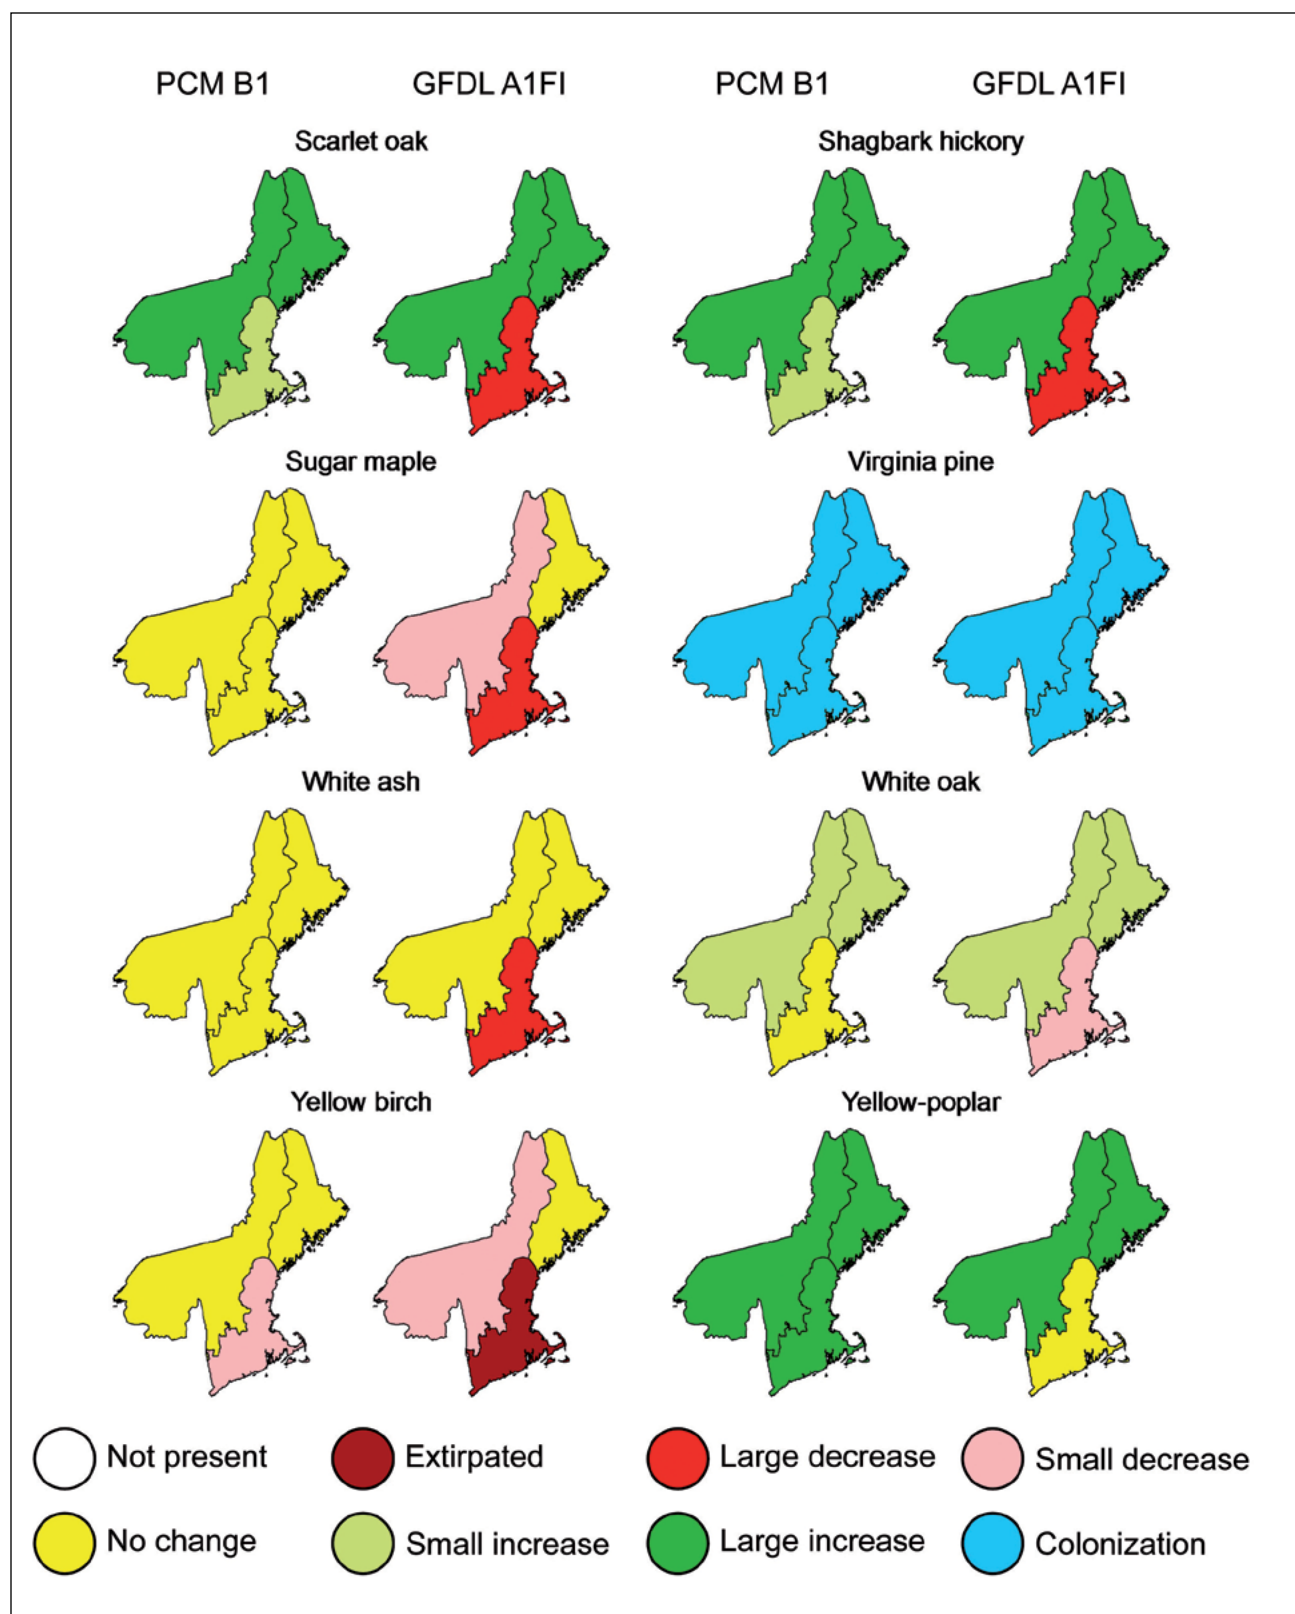 PCM B1 GFDL A1FI PCM B1 GFDL A1FI
Scarlet oak Shagbark hickory
Sugar maple Virginia pine
White ash White oak
Yellow birch Yellow-poplar
Not present Extirpated Large decrease Small decrease
No change Small increase Large increase Colonization